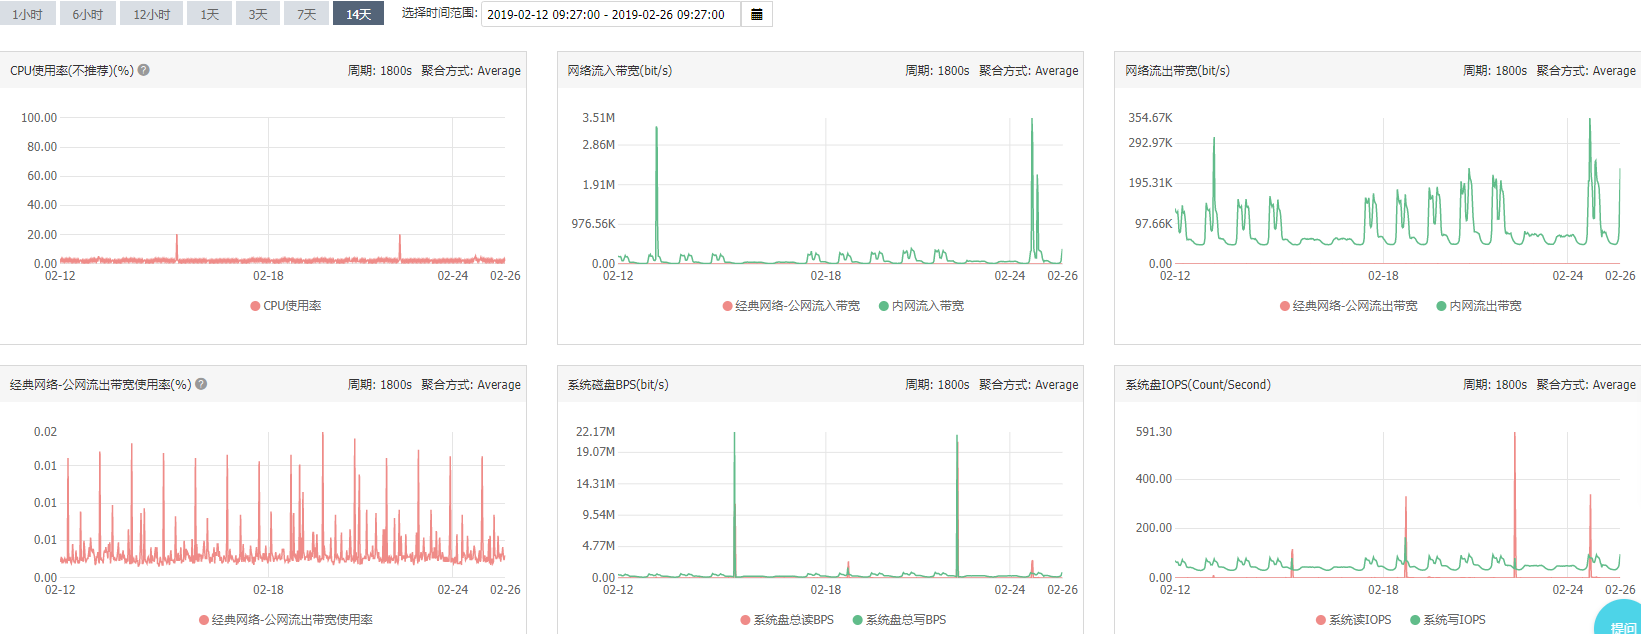 1小时 6小时 12小时 1天 3天 7天 14天 选择时间范围: 2019-02-12 09:27:00 - 2019-02-26 09:27:00
CPU使用率(不推荐)(%) ? 周期: 1800s 聚合方式: Average
100.00
80.00
60.00
40.00
20.00
0.00
02-12 02-18 02-24 02-26
CPU使用率
网络流入带宽(bit/s) 周期: 1800s 聚合方式: Average
3.51M
2.86M
1.91M
976.56K
0.00
02-12 02-18 02-24 02-26
经典网络-公网流入带宽 内网流入带宽
网络流出带宽(bit/s) 周期: 1800s 聚合方式: Average
354.67K
292.97K
195.31K
97.66K
0.00
02-12 02-18 02-24 02-26
经典网络-公网流出带宽 内网流出带宽
经典网络-公网流出带宽使用率(%) ? 周期: 1800s 聚合方式: Average
0.02
0.01
0.01
0.01
0.00
02-12 02-18 02-24 02-26
经典网络-公网流出带宽使用率
系统磁盘BPS(bit/s) 周期: 1800s 聚合方式: Average
22.17M
19.07M
14.31M
9.54M
4.77M
0.00
02-12 02-18 02-24 02-26
系统盘总读BPS 系统盘总写BPS
系统盘IOPS(Count/Second) 周期: 1800s 聚合方式: Average
591.30
400.00
200.00
0.00
02-12 02-18 02-24 02-26
系统读IOPS 系统写IOPS
提问